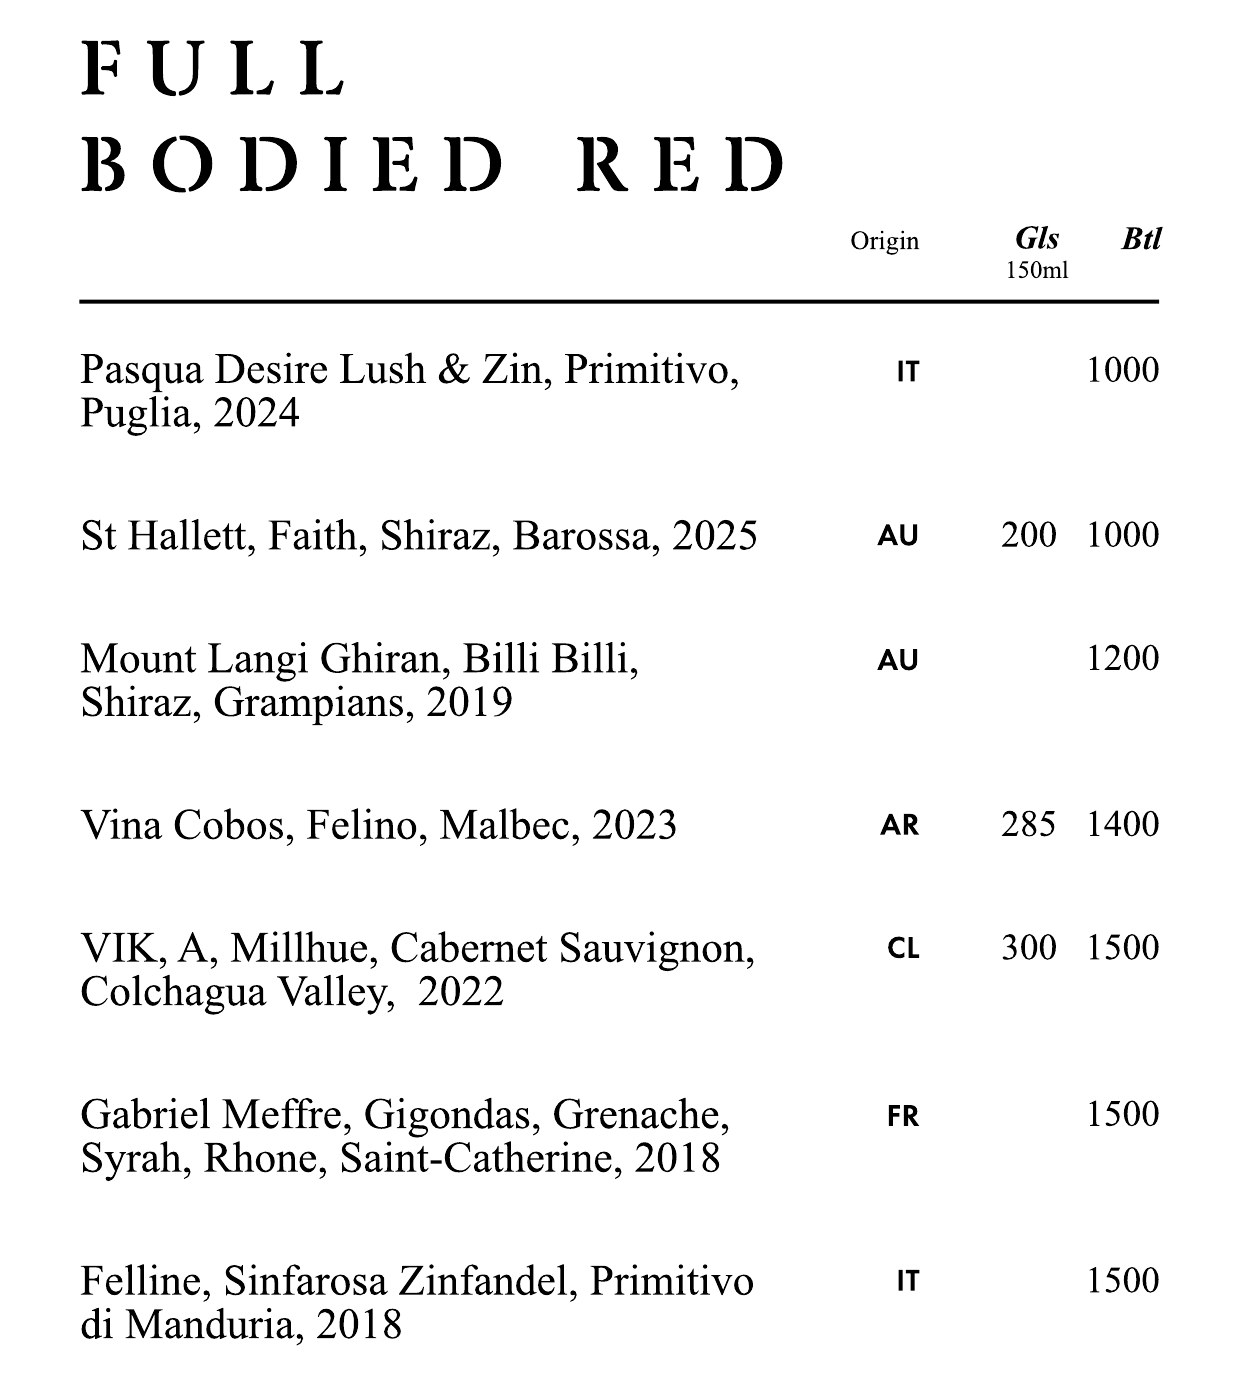 FULL
BODIED RED
Origin Gls Btl
150ml
Pasqua Desire Lush & Zin, Primitivo, IT 1000
Puglia, 2024
St Hallett, Faith, Shiraz, Barossa, 2025 AU 200 1000
Mount Langi Ghiran, Billi Billi, AU 1200
Shiraz, Grampians, 2019
Vina Cobos, Felino, Malbec, 2023 AR 285 1400
VIK, A, Millhue, Cabernet Sauvignon, CL 300 1500
Colchagua Valley, 2022
Gabriel Meffre, Gigondas, Grenache, FR 1500
Syrah, Rhone, Saint-Catherine, 2018
Felline, Sinfarosa Zinfandel, Primitivo IT 1500
di Manduria, 2018